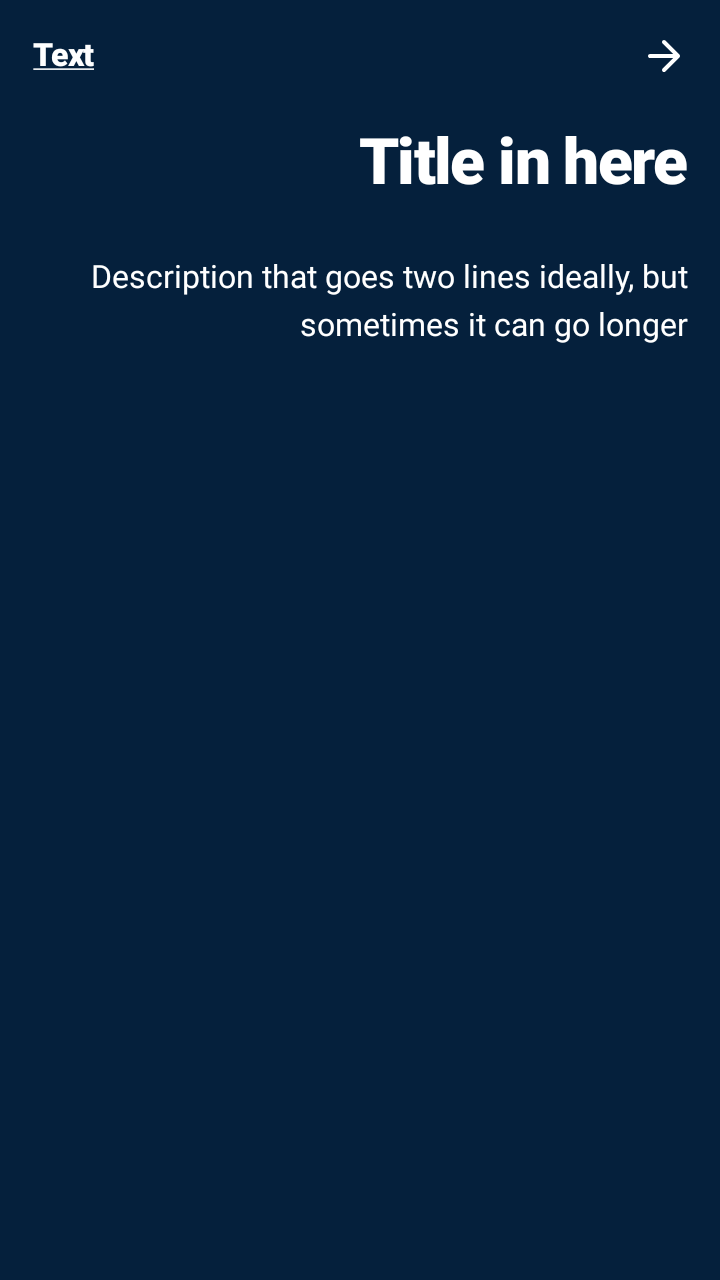 Text
Title in here
Description that goes two lines ideally, but
sometimes it can go longer